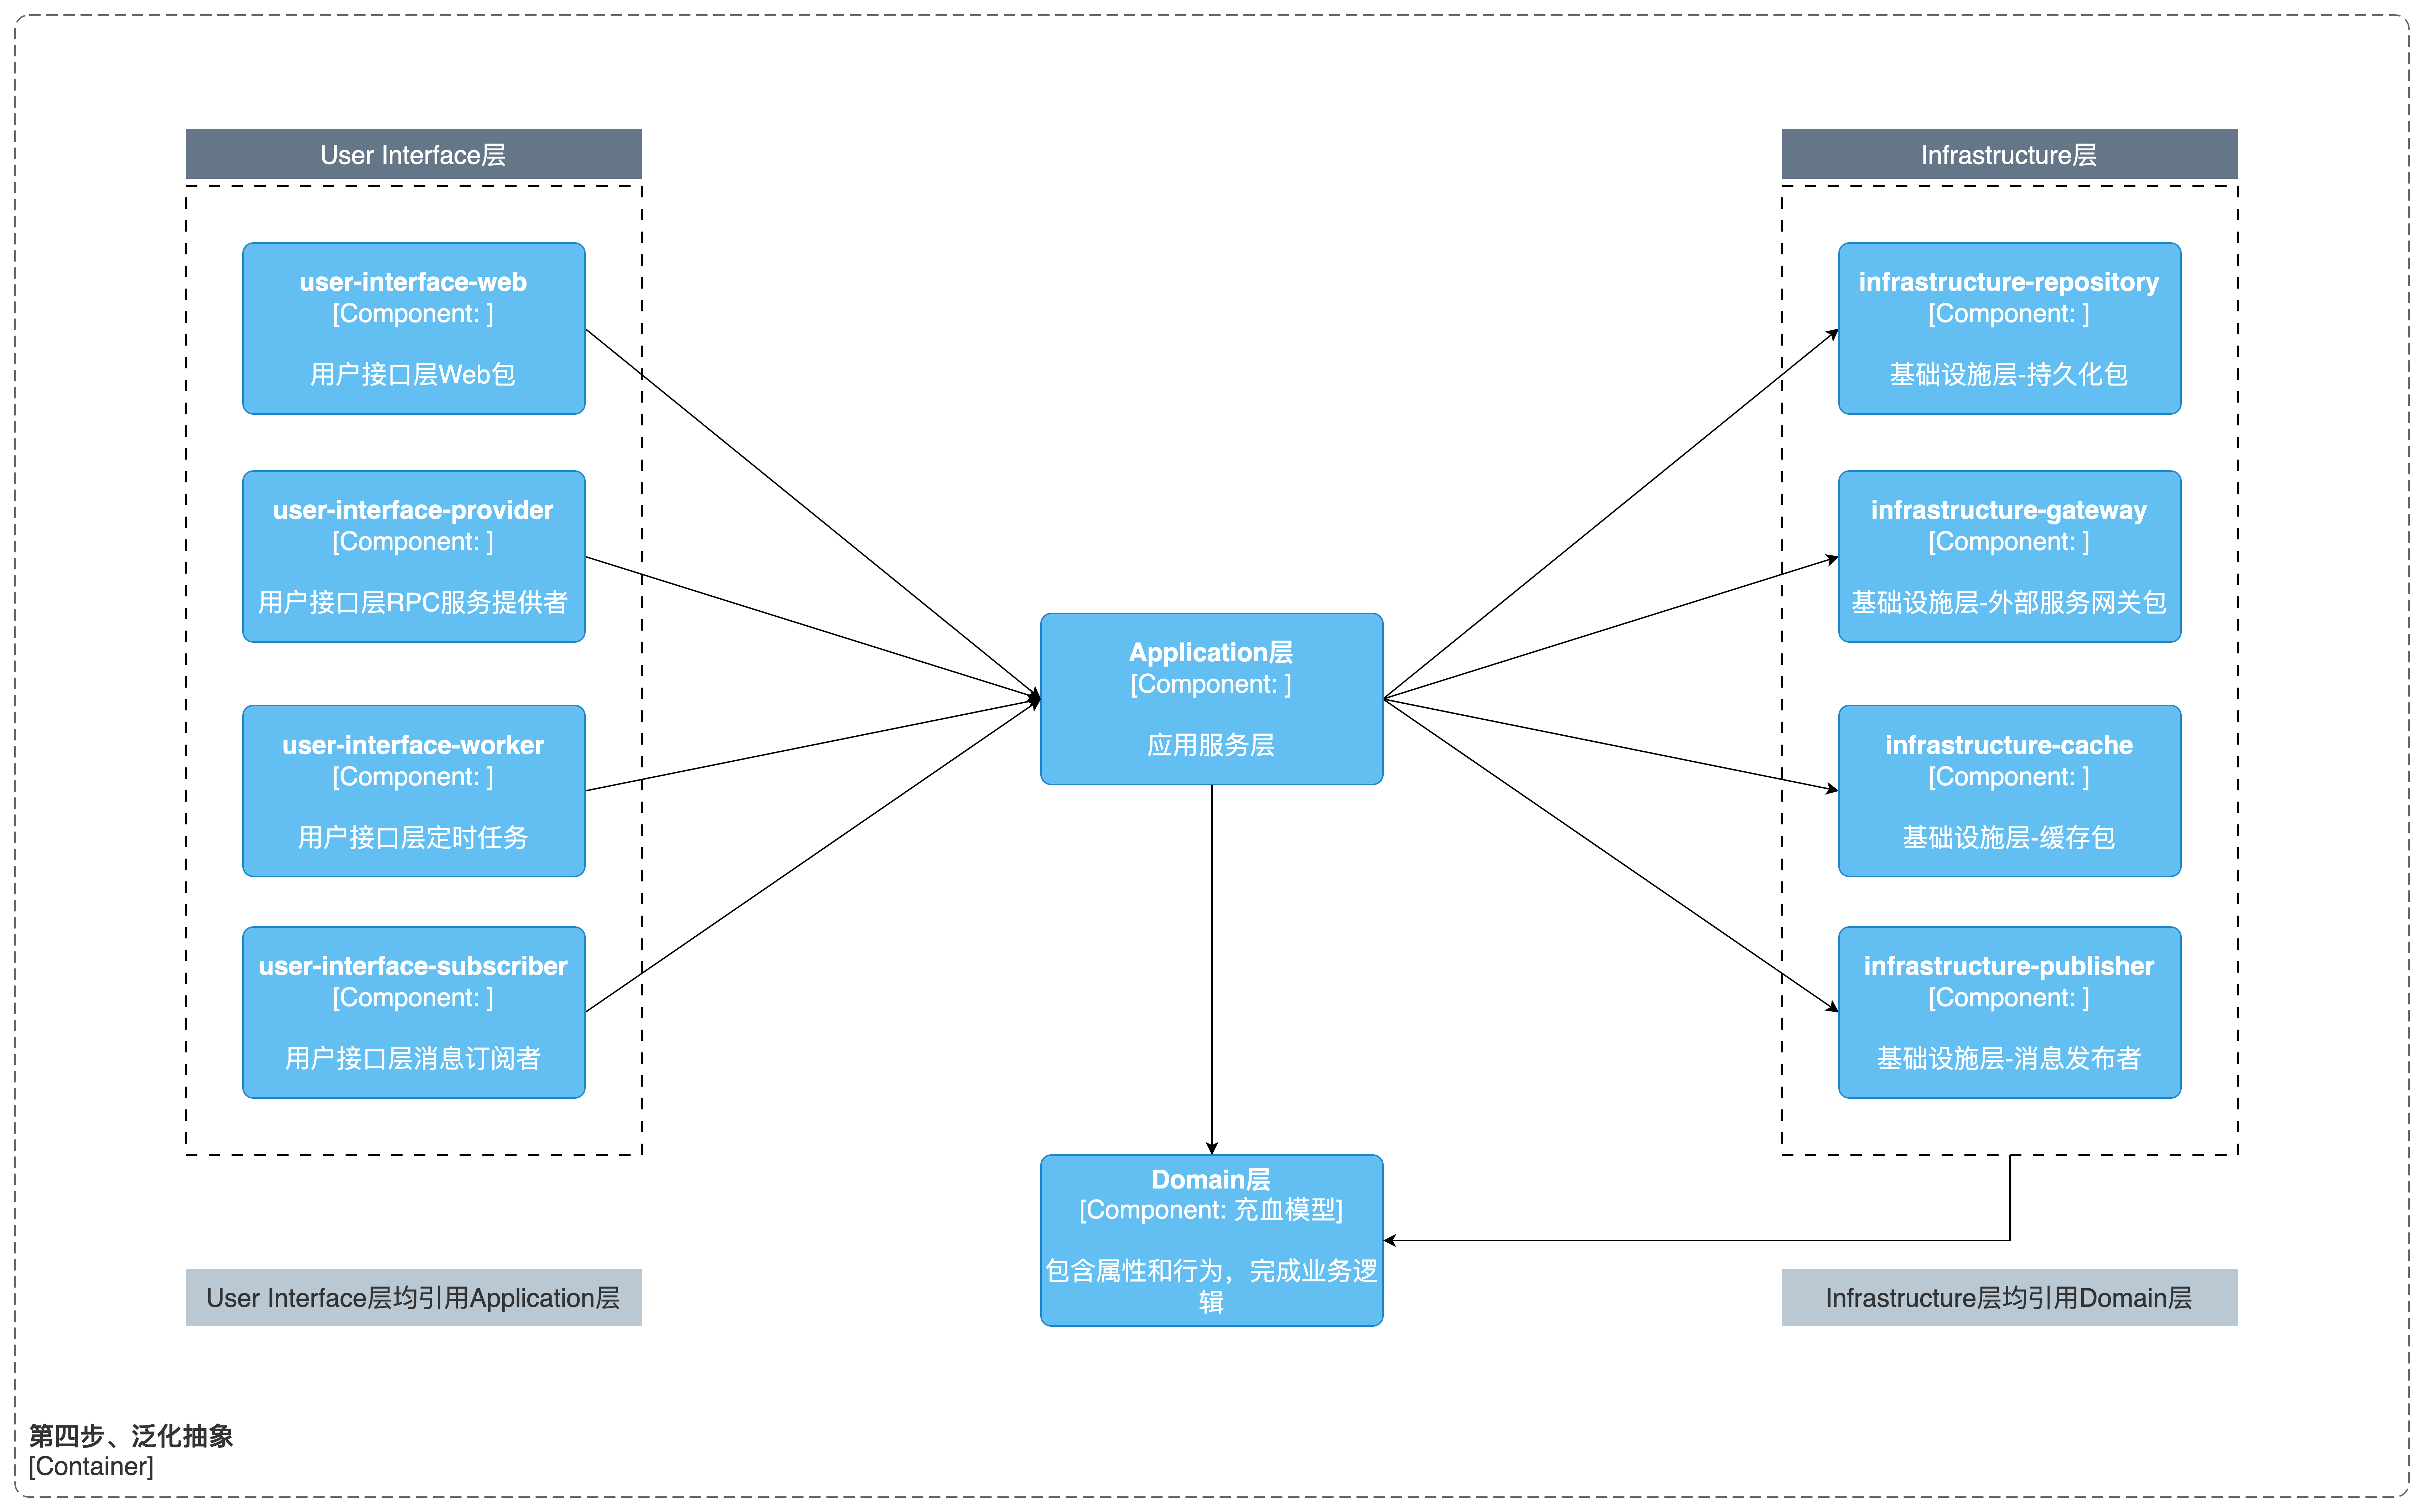 User Interface层
user-interface-web
[Component: ]
用户接口层Web包
user-interface-provider
[Component: ]
用户接口层RPC服务提供者
user-interface-worker
[Component: ]
用户接口层定时任务
user-interface-subscriber
[Component: ]
用户接口层消息订阅者
User Interface层均引用Application层
Application层
[Component: ]
应用服务层
Domain层
[Component: 充血模型]
包含属性和行为，完成业务逻
辑
Infrastructure层
infrastructure-repository
[Component: ]
基础设施层-持久化包
infrastructure-gateway
[Component: ]
基础设施层-外部服务网关包
infrastructure-cache
[Component: ]
基础设施层-缓存包
infrastructure-publisher
[Component: ]
基础设施层-消息发布者
Infrastructure层均引用Domain层
第四步、泛化抽象
[Container]